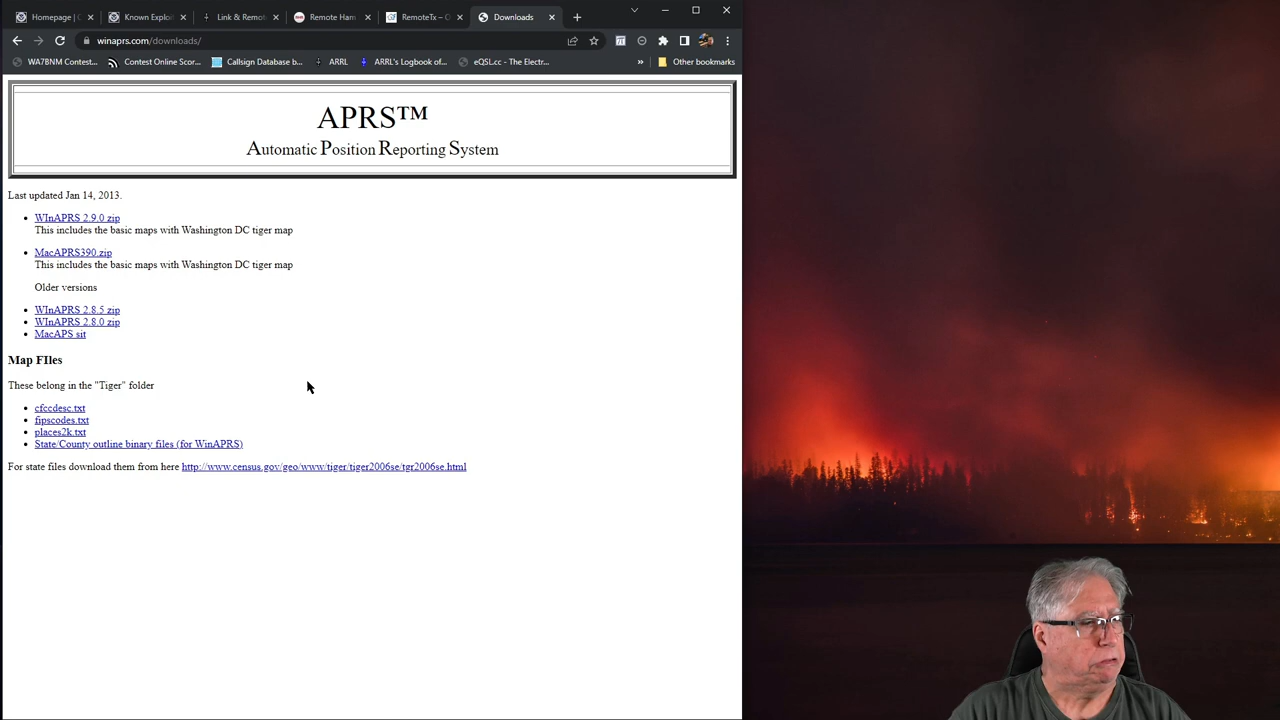 Homepage | C
Known Explo
Link & Remot
Remote Ham
RemoteTx – C
Downloads
winaprs.com/downloads/
WA7BNM Contest...
Contest Online Scor...
Callsign Database b...
ARRL
ARRL's Logbook of...
eQSL.cc - The Electr...
»
Other bookmarks
APRS™
Automatic Position Reporting System
Last updated Jan 14, 2013.
WInAPRS 2.9.0 zip
This includes the basic maps with Washington DC tiger map
MacAPRS390.zip
This includes the basic maps with Washington DC tiger map
Older versions
WInAPRS 2.8.5 zip
WInAPRS 2.8.0 zip
MacAPS sit
Map FIles
These belong in the "Tiger" folder
cfccdesc.txt
fipscodes.txt
places2k.txt
State/County outline binary files (for WinAPRS)
For state files download them from here http://www.census.gov/geo/www/tiger/tiger2006se/tgr2006se.html